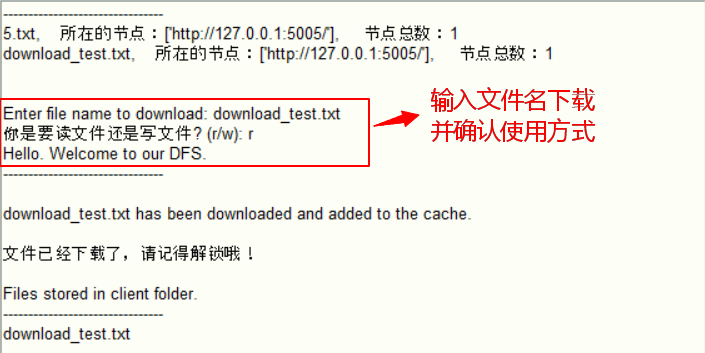 --------------------------------
5.txt， 所在的节点：['http://127.0.0.1:5005/']， 节点总数：1
download_test.txt， 所在的节点：['http://127.0.0.1:5005/']， 节点总数：1
Enter file name to download: download_test.txt
你是要读文件还是写文件? (r/w): r
Hello. Welcome to our DFS.
--------------------------------
输入文件名下载
并确认使用方式
download_test.txt has been downloaded and added to the cache.
文件已经下载了，请记得解锁哦！
Files stored in client folder.
--------------------------------
download_test.txt